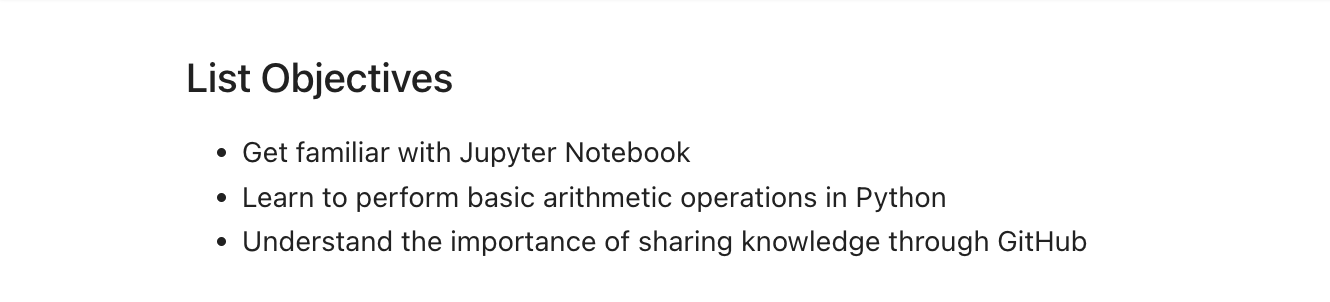 List Objectives
• Get familiar with Jupyter Notebook
• Learn to perform basic arithmetic operations in Python
• Understand the importance of sharing knowledge through GitHub